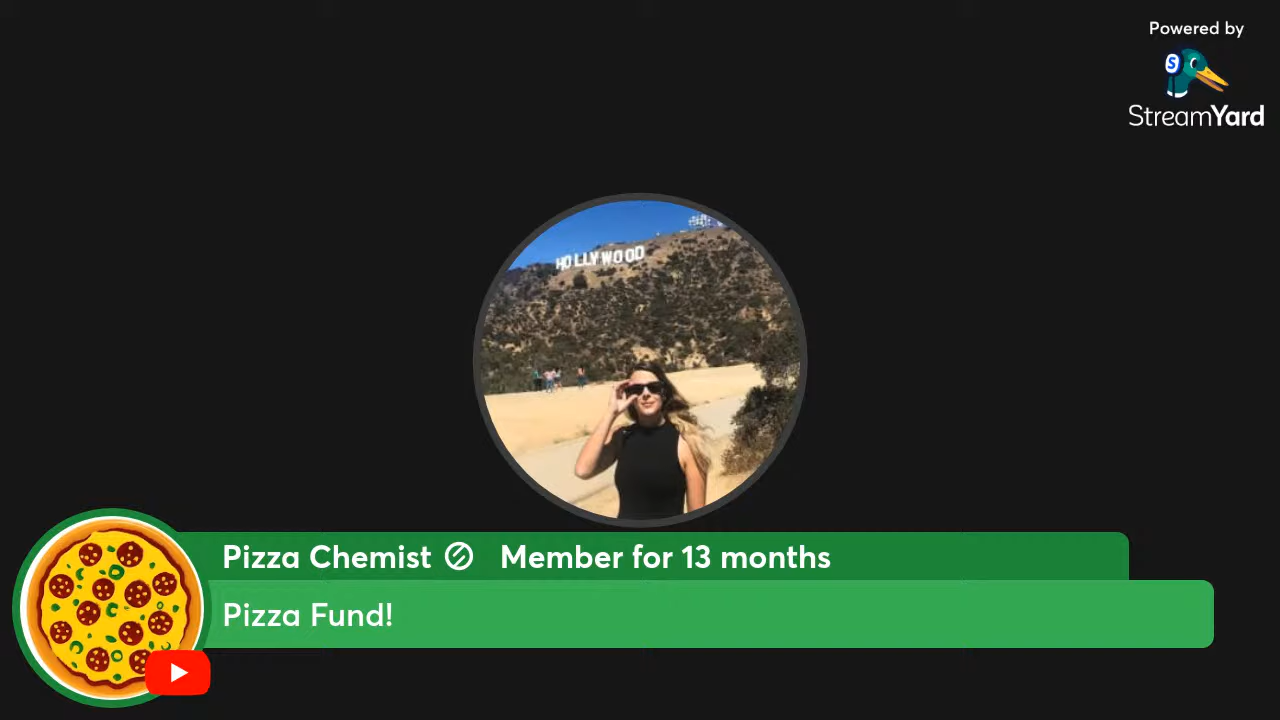 Powered by
S
StreamYard
HOLLYWOOD
Pizza Chemist Member for 13 months
Pizza Fund!